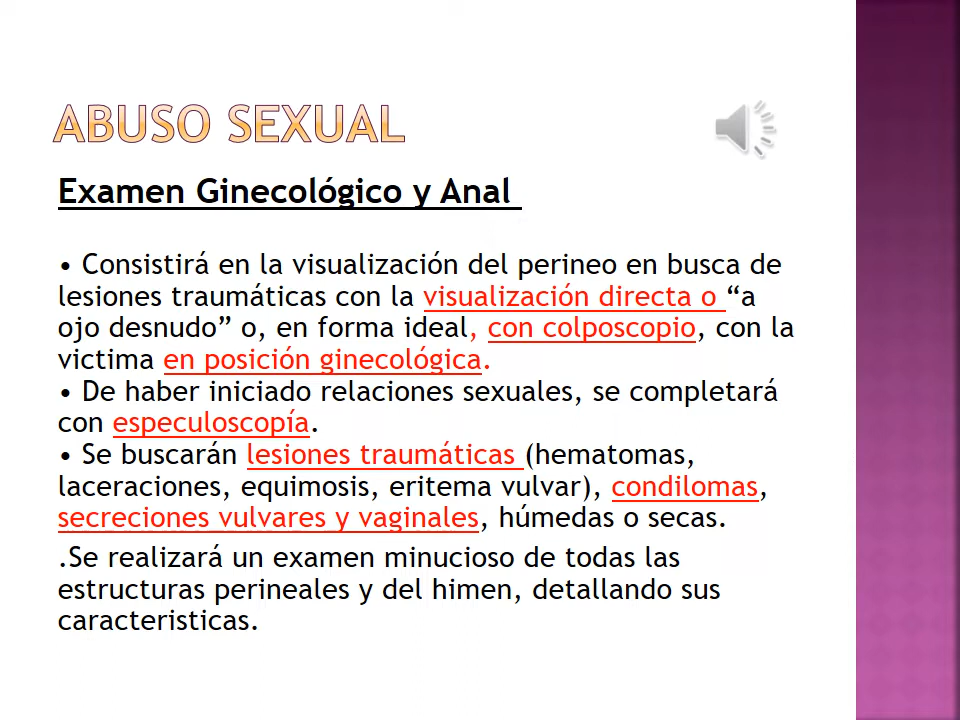 ABUSO SEXUAL
Examen Ginecológico y Anal
• Consistirá en la visualización del perineo en busca de
lesiones traumáticas con la visualización directa o “a
ojo desnudo” o, en forma ideal, con colposcopio, con la
victima en posición ginecológica.
• De haber iniciado relaciones sexuales, se completará
con especuloscopía.
• Se buscarán lesiones traumáticas (hematomas,
laceraciones, equimosis, eritema vulvar), condilomas,
secreciones vulvares y vaginales, húmedas o secas.
.Se realizará un examen minucioso de todas las
estructuras perineales y del himen, detallando sus
caracteristicas.